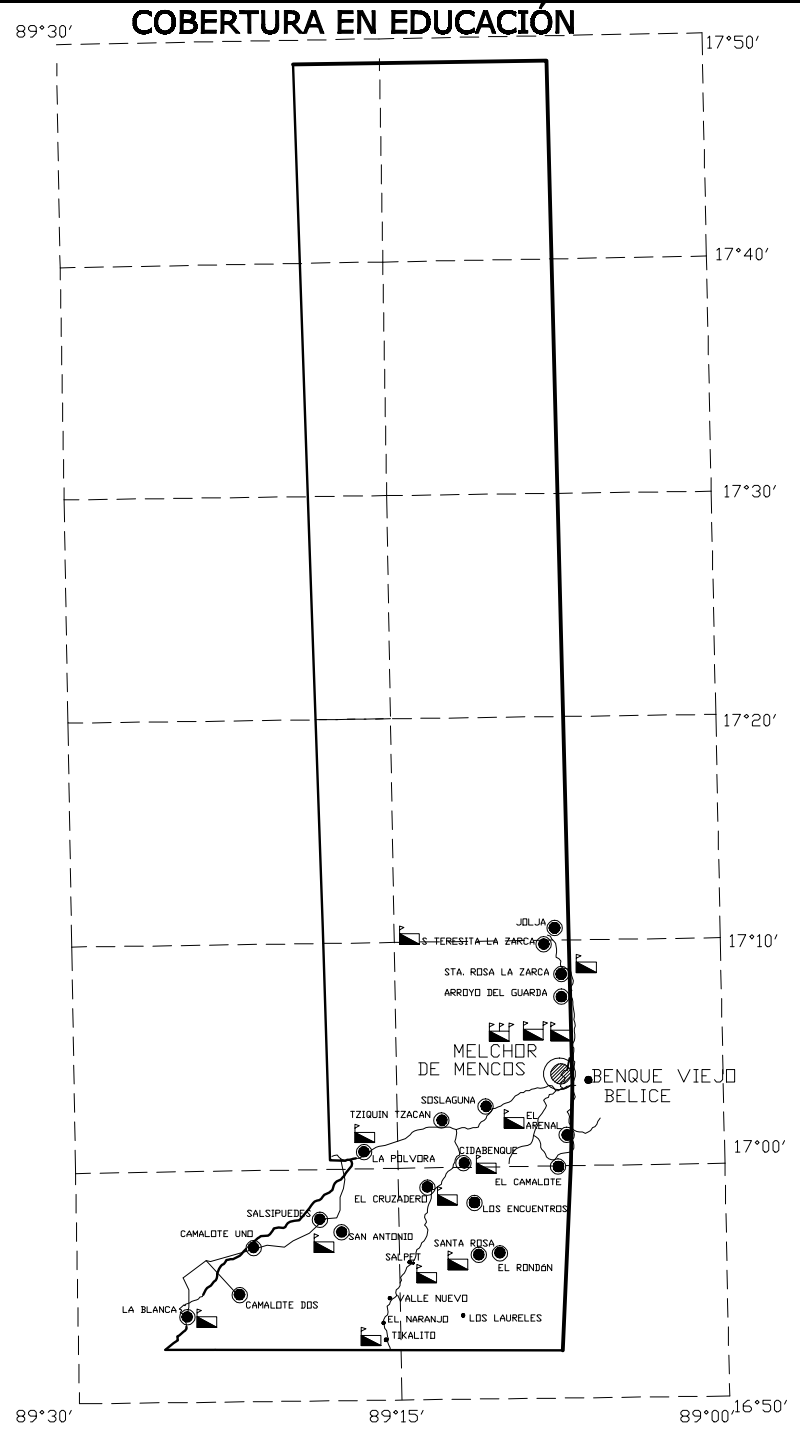 COBERTURA EN EDUCACIÓN
89°30'
17°50'
17°40'
17°30'
17°20'
JOLJA
S TERESITA LA ZARCA
17°10'
STA. ROSA LA ZARCA
ARROYO DEL GUARDA
MELCHOR
DE MENCOS
BENQUE VIEJO
BELICE
SOSLAGUNA
TZIQUIN TZACAN
EL
ARENAL
CIDABENQUE
17°00'
LA POLVORA
EL CAMALOTE
EL CRUZADERO
LOS ENCUENTROS
SALSIPUEDES
CAMALOTE UNO
SAN ANTONIO
SANTA ROSA
SALPET
EL RONDóN
VALLE NUEVO
CAMALOTE DOS
LA BLANCA
EL NARANJO
LOS LAURELES
TIKALITO
89°30'
89°15'
89°00'
16°50'